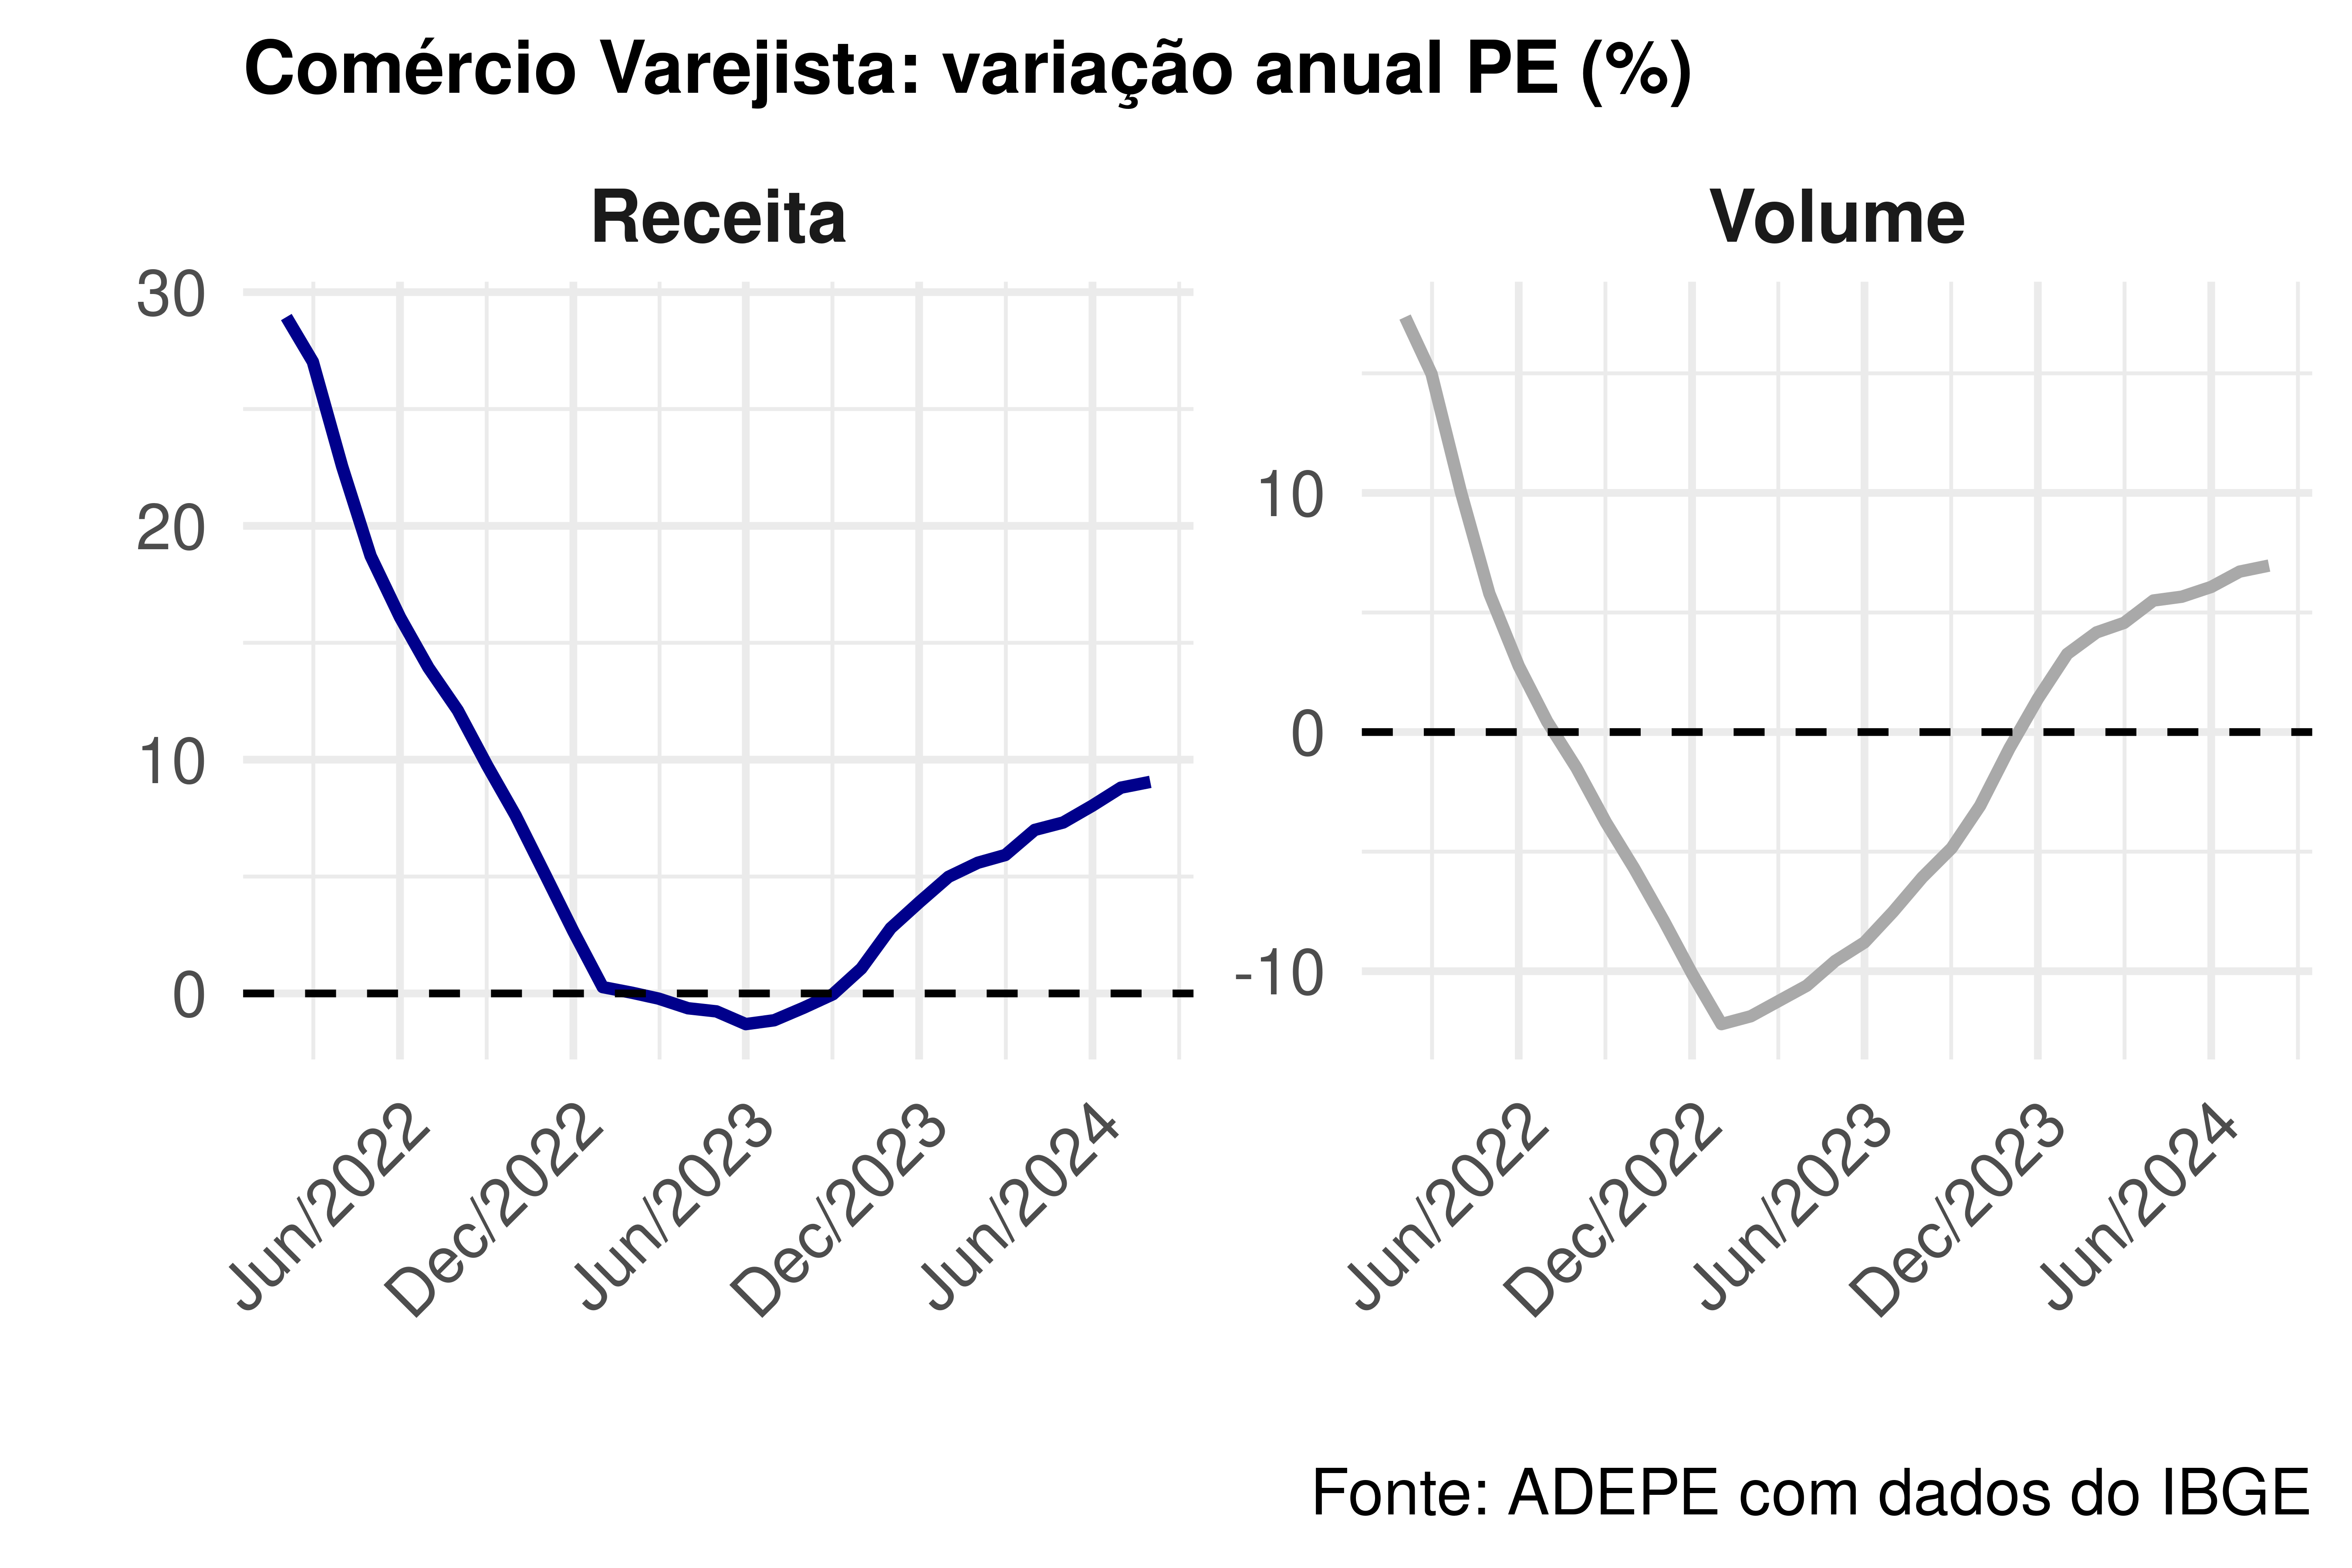 Comércio Varejista: variação anual PE (%)
Receita
30
20
10
0
Jun/2022
Dec/2022
Jun/2023
Dec/2023
Jun/2024
Volume
10
0
-10
Jun/2022
Dec/2022
Jun/2023
Dec/2023
Jun/2024
Fonte: ADEPE com dados do IBGE